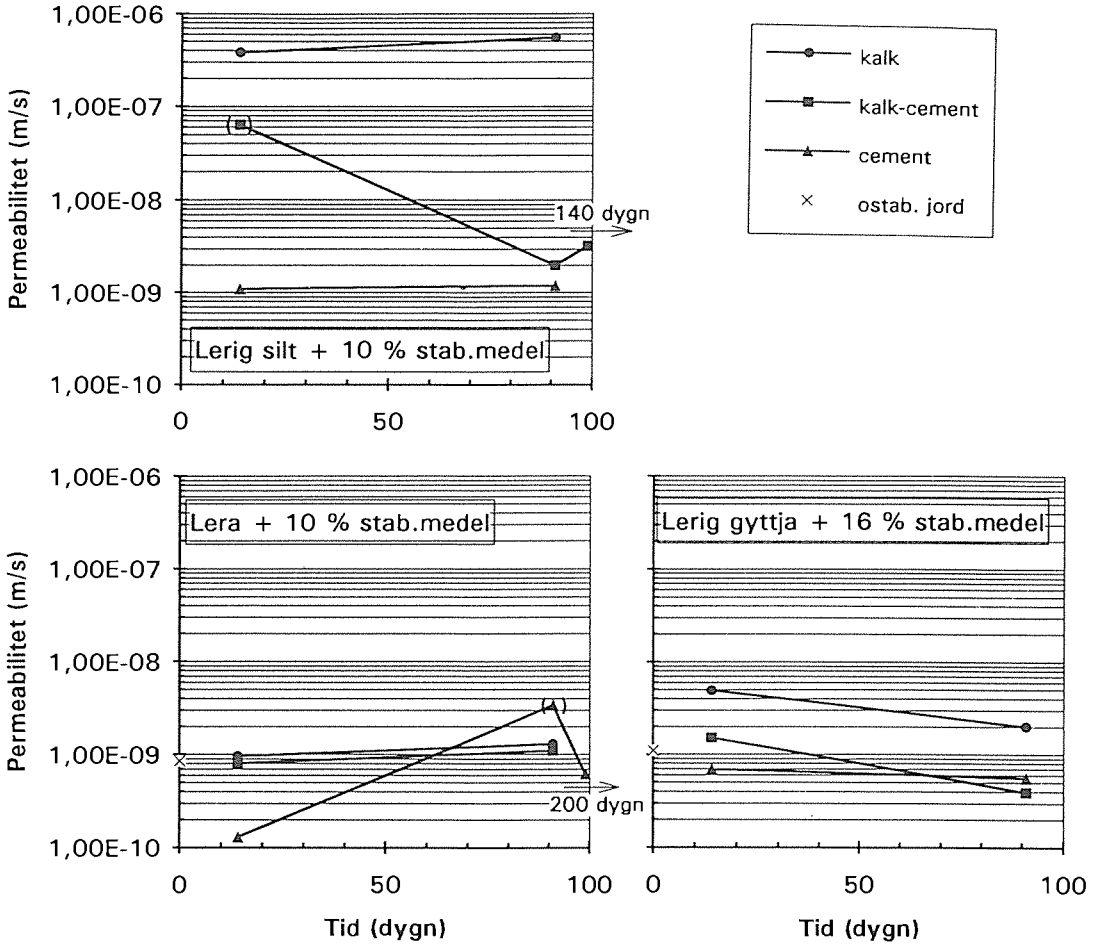 1,00E-06
1,00E-07
1,00E-08
1,00E-09
1,00E-10
Permeabilitet (m/s)
( )
140 dygn
Lerig silt + 10 % stab.medel
0 50 100
kalk
kalk-cement
cement
ostab. jord
1,00E-06
1,00E-07
1,00E-08
1,00E-09
1,00E-10
Permeabilitet (m/s)
Lera + 10 % stab.medel
( )
200 dygn
0 50 100
Tid (dygn)
Lerig gyttja + 16 % stab.medel
0 50 100
Tid (dygn)